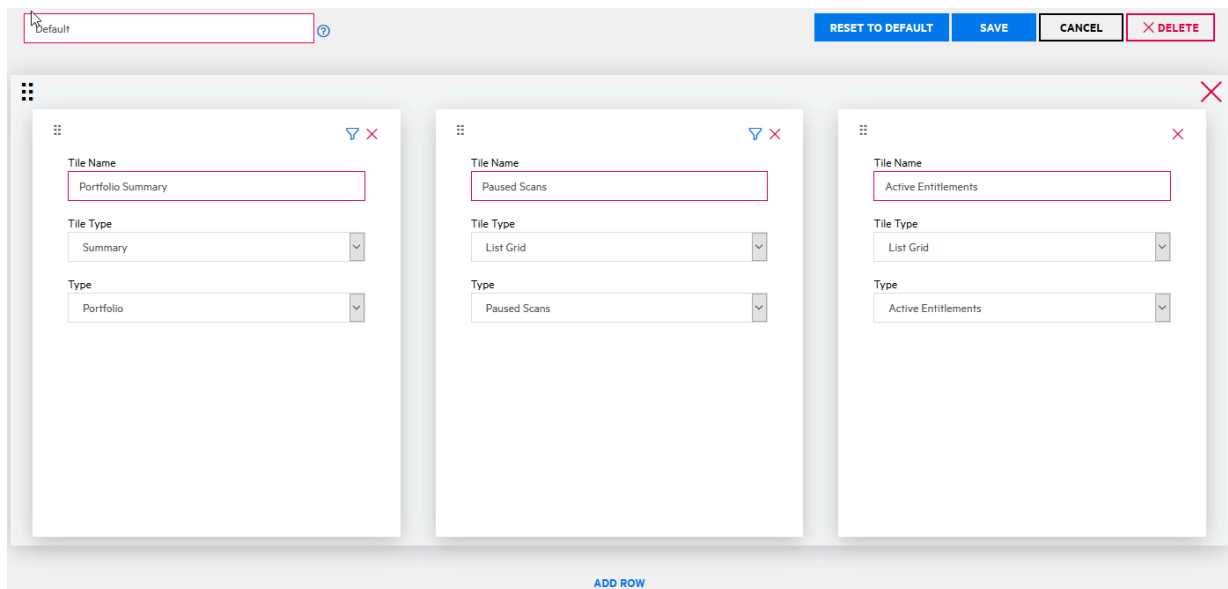 Default
RESET TO DEFAULT SAVE CANCEL DELETE
Tile Name Tile Name Tile Name
Portfolio Summary Paused Scans Active Entitlements
Tile Type Tile Type Tile Type
Summary List Grid List Grid
Type Type Type
Portfolio Paused Scans Active Entitlements
ADD ROW